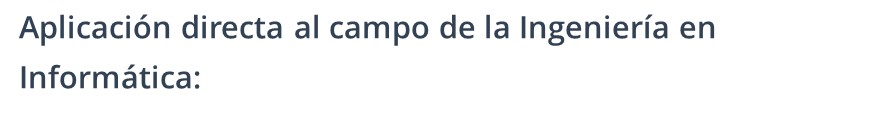 Aplicación directa al campo de la Ingeniería en
Informática: